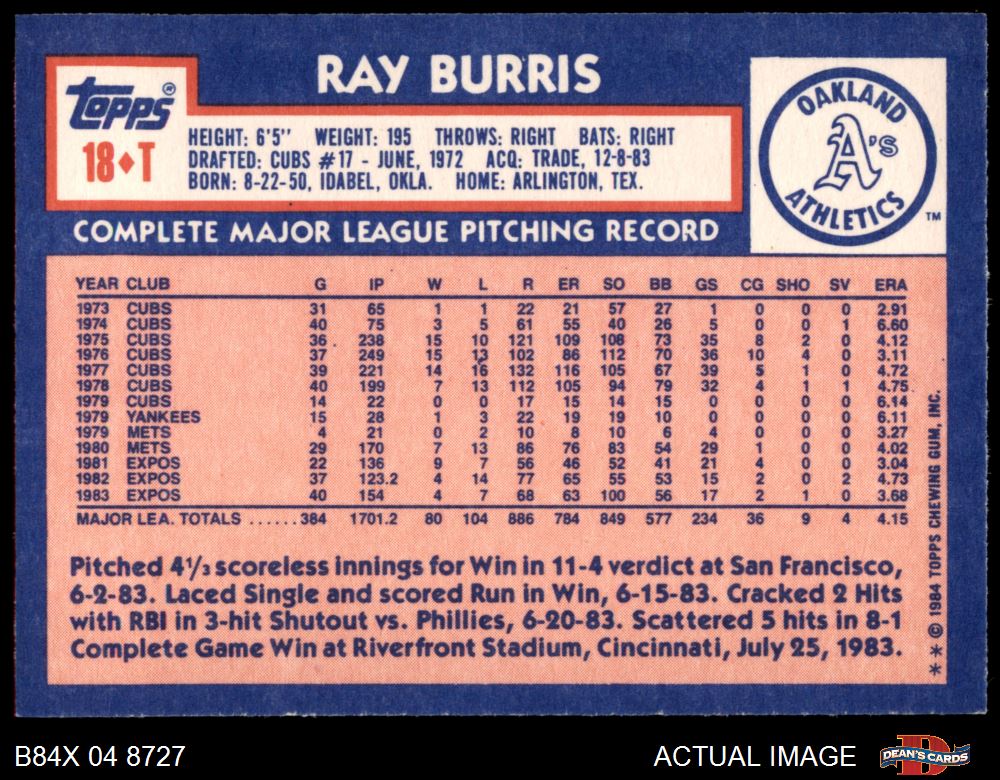 RAY BURRIS
topps®
18♦T
HEIGHT: 6'5" WEIGHT: 195 THROWS: RIGHT BATS: RIGHT
DRAFTED: CUBS #17 - JUNE, 1972 ACQ: TRADE, 12-8-83
BORN: 8-22-50, IDABEL, OKLA. HOME: ARLINGTON, TEX.
OAKLAND
A's
ATHLETICS
TM
COMPLETE MAJOR LEAGUE PITCHING RECORD
YEAR CLUB G IP W L R ER SO BB GS CG SHO SV ERA
1973 CUBS 31 65 1 1 22 21 57 27 1 0 0 0 2.91
1974 CUBS 40 75 3 5 61 55 40 26 5 0 0 1 6.60
1975 CUBS 36 238 15 10 121 109 108 73 35 8 2 0 4.12
1976 CUBS 37 249 15 13 102 86 112 70 36 10 4 0 3.11
1977 CUBS 39 221 14 16 132 116 105 67 39 5 1 0 4.72
1978 CUBS 40 199 7 13 112 105 94 79 32 4 1 1 4.75
1979 CUBS 14 22 0 0 17 15 14 15 0 0 0 0 6.14
1979 YANKEES 15 28 1 3 22 19 19 10 0 0 0 0 6.11
1979 METS 4 21 0 2 10 8 10 6 4 0 0 0 3.27
1980 METS 29 170 7 13 86 76 83 54 29 1 0 0 4.02
1981 EXPOS 22 136 9 7 56 46 52 41 21 4 0 0 3.04
1982 EXPOS 37 123.2 4 14 77 65 55 53 15 2 0 2 4.73
1983 EXPOS 40 154 4 7 68 63 100 56 17 2 1 0 3.68
MAJOR LEA. TOTALS ......384 1701.2 80 104 886 784 849 577 234 36 9 4 4.15
Pitched 4⅓ scoreless innings for Win in 11-4 verdict at San Francisco,
6-2-83. Laced Single and scored Run in Win, 6-15-83. Cracked 2 Hits
with RBI in 3-hit Shutout vs. Phillies, 6-20-83. Scattered 5 hits in 8-1
Complete Game Win at Riverfront Stadium, Cincinnati, July 25, 1983.
**© 1984 TOPPS CHEWING GUM, INC.
B84X 04 8727
ACTUAL IMAGE
D
DEAN'S CARDS